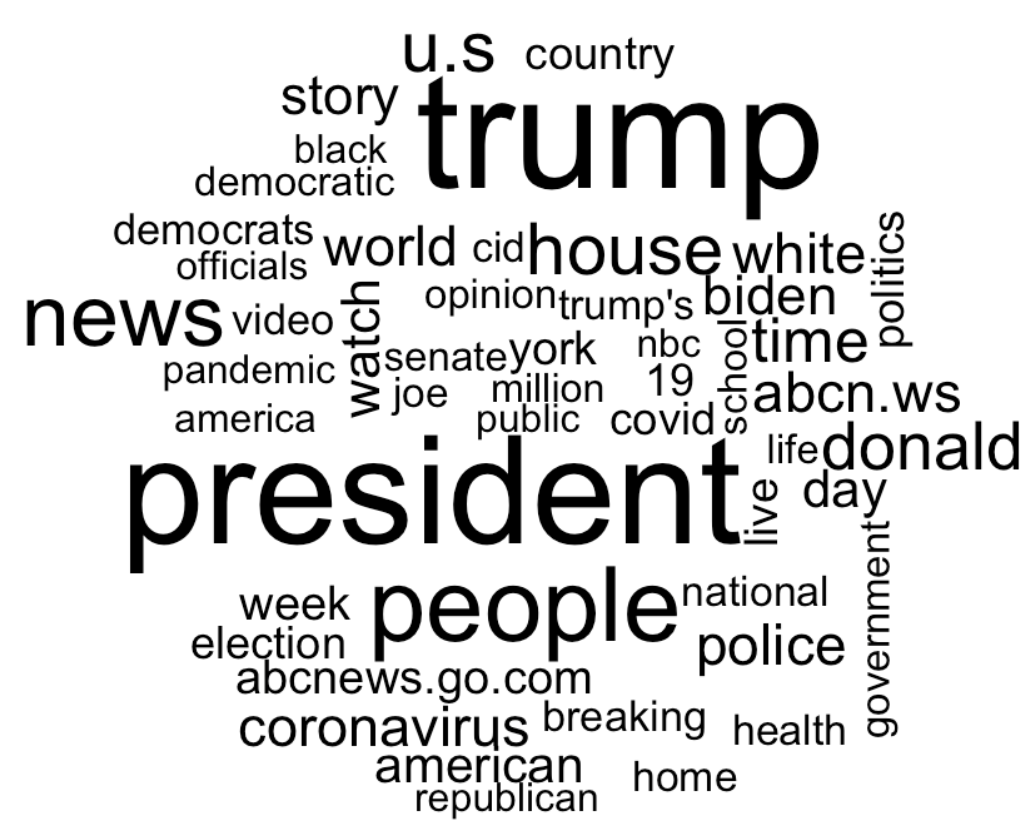 u.s country
story trump
black
democratic
democrats world cid house white politics
officials
news video watch opinion trump's biden
pandemic senate york nbc school time
america joe million 19 abcn.ws
public covid
president life donald
live day
week people national government
election police
abcnews.go.com
coronavirus breaking health
american home
republican